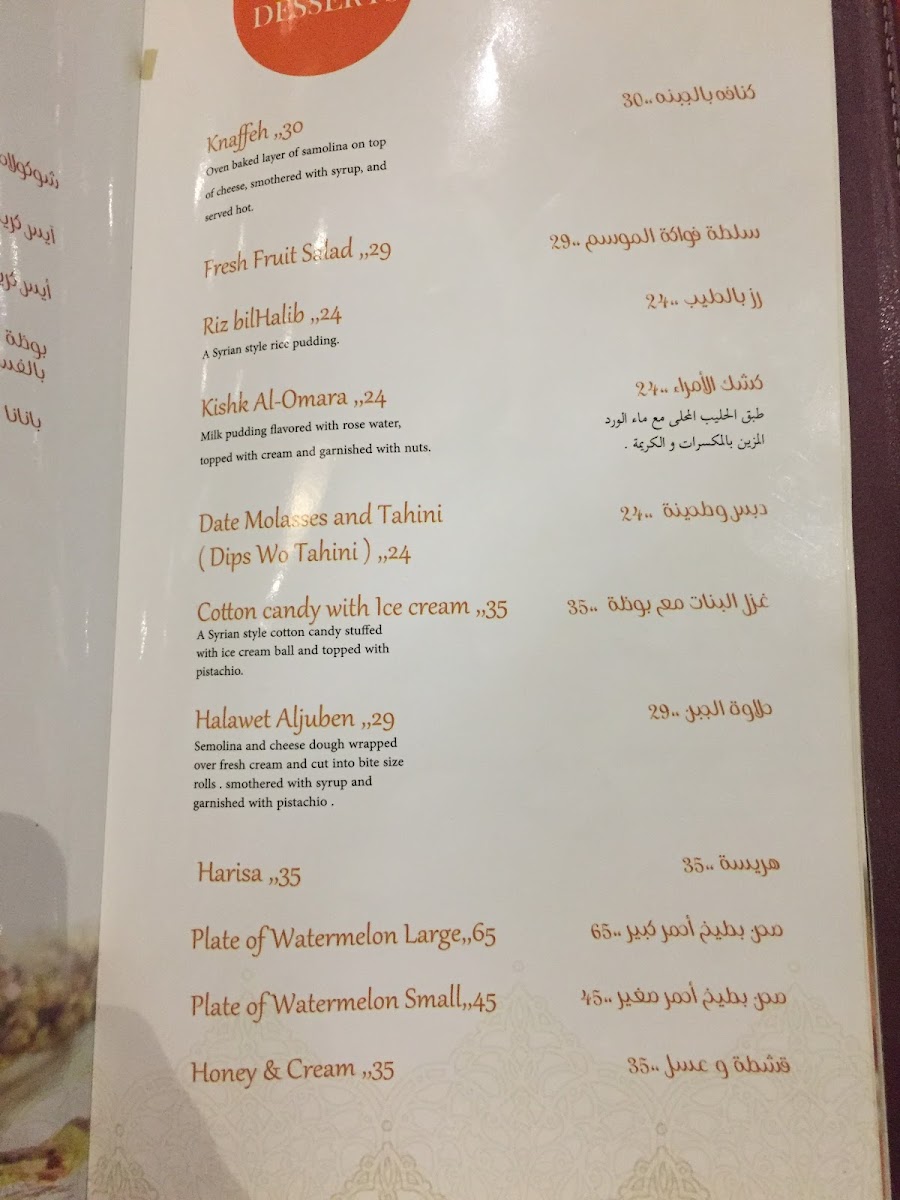 DESSERTS
Knaffeh ,,30
كنافه بالجبنه ..30
Oven baked layer of samolina on top
of cheese, smothered with syrup, and
served hot.
Fresh Fruit Salad ,,29
سلطة فواكة الموسم ..29
Riz bilHalib ,,24
رز بالحليب ..24
A Syrian style rice pudding.
Kishk Al-Omara ,,24
كشك الأمراء ..24
Milk pudding flavored with rose water,
topped with cream and garnished with nuts.
طبق الحليب المحلى مع ماء الورد
المزين بالمكسرات و الكريمة .
Date Molasses and Tahini
( Dips Wo Tahini ) ,,24
دبس وطحينة ..24
Cotton candy with Ice cream ,,35
غزل البنات مع بوظة ..35
A Syrian style cotton candy stuffed
with ice cream ball and topped with
pistachio.
Halawet Aljuben ,,29
حلاوة الجبن ..29
Semolina and cheese dough wrapped
over fresh cream and cut into bite size
rolls . smothered with syrup and
garnished with pistachio .
Harisa ,,35
هريسة ..35
Plate of Watermelon Large,,65
صحن بطيخ أحمر كبير ..65
Plate of Watermelon Small,,45
صحن بطيخ أحمر صغير ..45
Honey & Cream ,,35
قشطة و عسل ..35
أيس
أيس
بوظة
بانانا